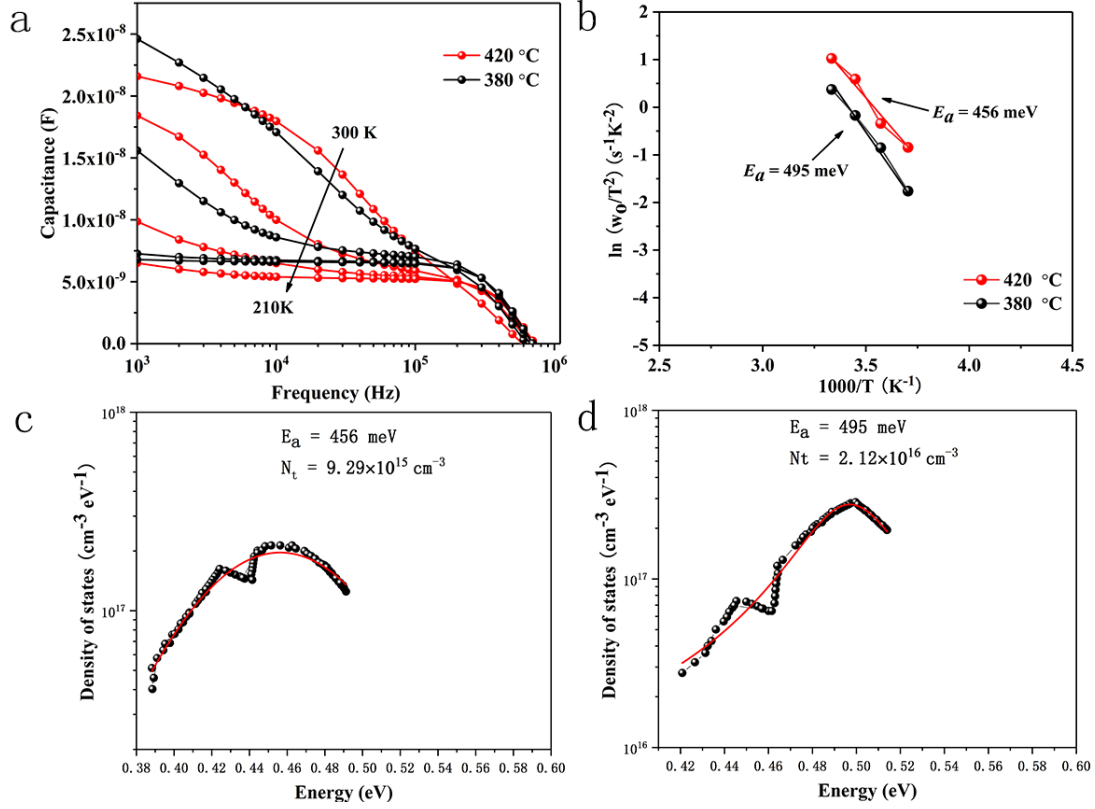 a
2.5x10⁻⁸
2.0x10⁻⁸
1.5x10⁻⁸
1.0x10⁻⁸
5.0x10⁻⁹
0.0
Capacitance (F)
420 °C
380 °C
300 K
210K
10³ 10⁴ 10⁵ 10⁶
Frequency (Hz)
b
2
1
0
-1
-2
-3
-4
-5
ln (w₀/T²) (s⁻¹K⁻²)
Eₐ = 456 meV
Eₐ = 495 meV
420 °C
380 °C
2.5 3.0 3.5 4.0 4.5
1000/T (K⁻¹)
c
10¹⁸
10¹⁷
Density of states (cm⁻³ eV⁻¹)
Eₐ = 456 meV
Nₜ = 9.29×10¹⁵ cm⁻³
0.38 0.40 0.42 0.44 0.46 0.48 0.50 0.52 0.54 0.56 0.58 0.60
Energy (eV)
d
10¹⁸
10¹⁷
10¹⁶
Density of states (cm⁻³ eV⁻¹)
Eₐ = 495 meV
Nt = 2.12×10¹⁶ cm⁻³
0.42 0.44 0.46 0.48 0.50 0.52 0.54 0.56 0.58 0.60
Energy (eV)